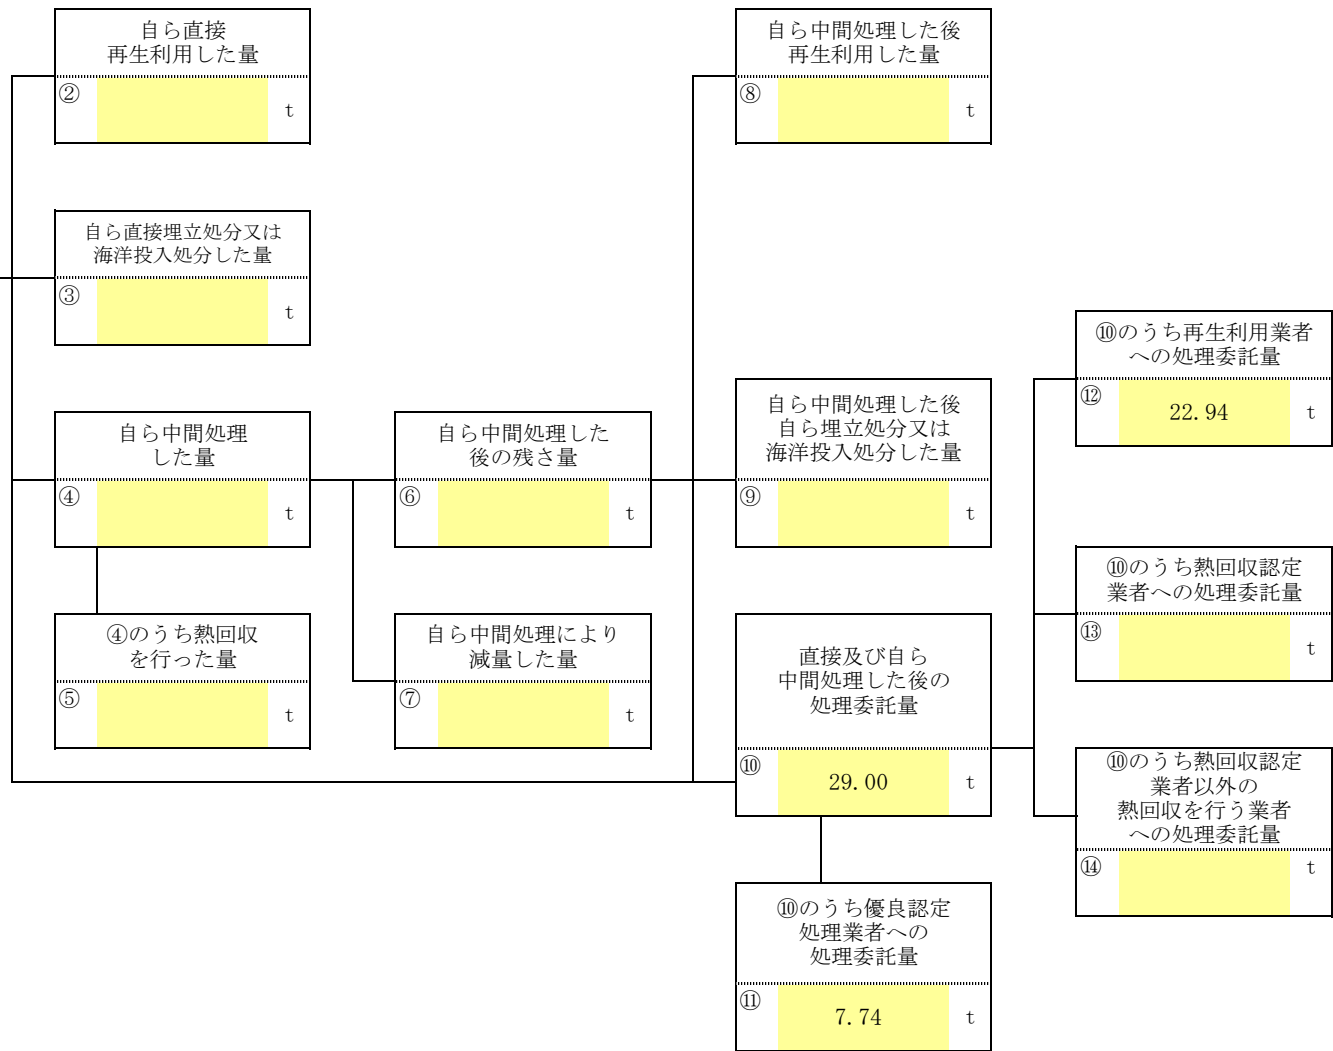 自ら直接
再生利用した量
②
t
自ら中間処理した後
再生利用した量
⑧
t
自ら直接埋立処分又は
海洋投入処分した量
③
t
⑩のうち再生利用業者
への処理委託量
⑫
22.94
t
自ら中間処理
した量
④
t
自ら中間処理した
後の残さ量
⑥
t
自ら中間処理した後
自ら埋立処分又は
海洋投入処分した量
⑨
t
⑩のうち熱回収認定
業者への処理委託量
⑬
t
④のうち熱回収
を行った量
⑤
t
自ら中間処理により
減量した量
⑦
t
直接及び自ら
中間処理した後の
処理委託量
⑩
29.00
t
⑩のうち熱回収認定
業者以外の
熱回収を行う業者
への処理委託量
⑭
t
⑩のうち優良認定
処理業者への
処理委託量
⑪
7.74
t